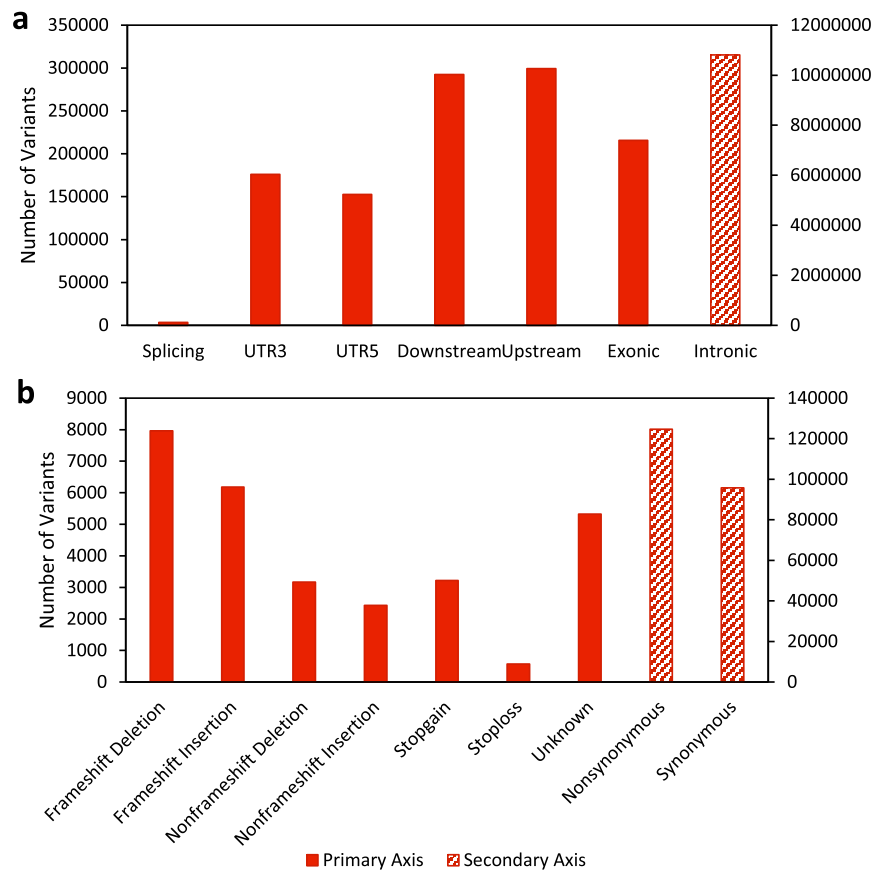 a
350000
300000
250000
200000
150000
100000
50000
0
Number of Variants
12000000
10000000
8000000
6000000
4000000
2000000
0
Splicing UTR3 UTR5 Downstream Upstream Exonic Intronic
b
9000
8000
7000
6000
5000
4000
3000
2000
1000
0
Number of Variants
140000
120000
100000
80000
60000
40000
20000
0
Frameshift Deletion
Frameshift Insertion
Nonframeshift Deletion
Nonframeshift Insertion
Stopgain
Stoploss
Unknown
Nonsynonymous
Synonymous
Primary Axis Secondary Axis